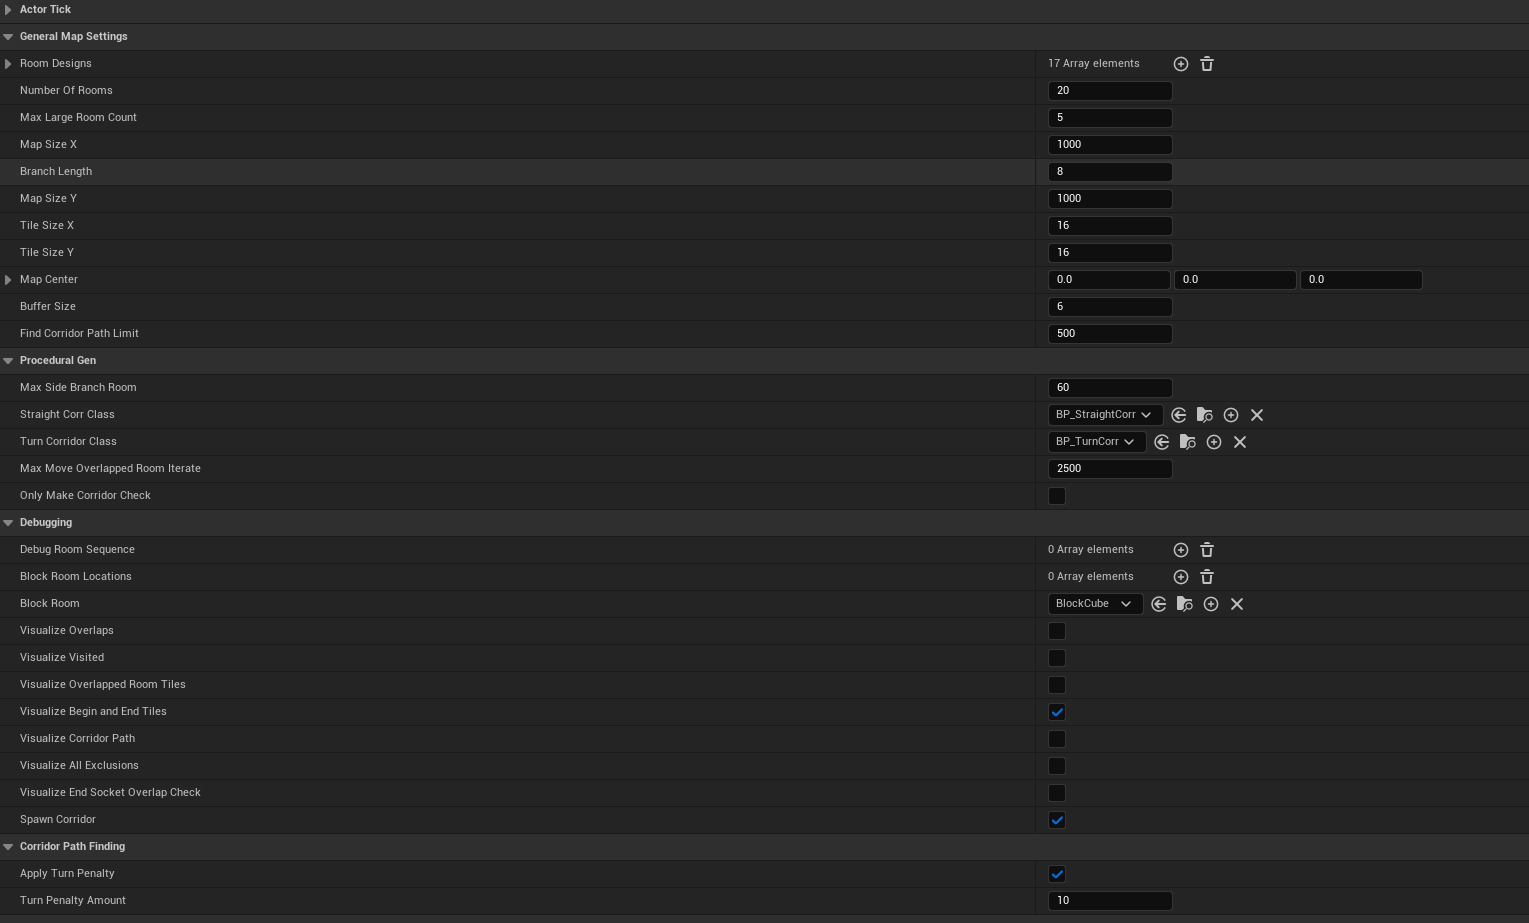 Actor Tick
General Map Settings
Room Designs 17 Array elements
Number Of Rooms 20
Max Large Room Count 5
Map Size X 1000
Branch Length 8
Map Size Y 1000
Tile Size X 16
Tile Size Y 16
Map Center 0.0 0.0 0.0
Buffer Size 6
Find Corridor Path Limit 500
Procedural Gen
Max Side Branch Room 60
Straight Corr Class BP_StraightCorr
Turn Corridor Class BP_TurnCorr
Max Move Overlapped Room Iterate 2500
Only Make Corridor Check
Debugging
Debug Room Sequence 0 Array elements
Block Room Locations 0 Array elements
Block Room BlockCube
Visualize Overlaps
Visualize Visited
Visualize Overlapped Room Tiles
Visualize Begin and End Tiles
Visualize Corridor Path
Visualize All Exclusions
Visualize End Socket Overlap Check
Spawn Corridor
Corridor Path Finding
Apply Turn Penalty
Turn Penalty Amount 10